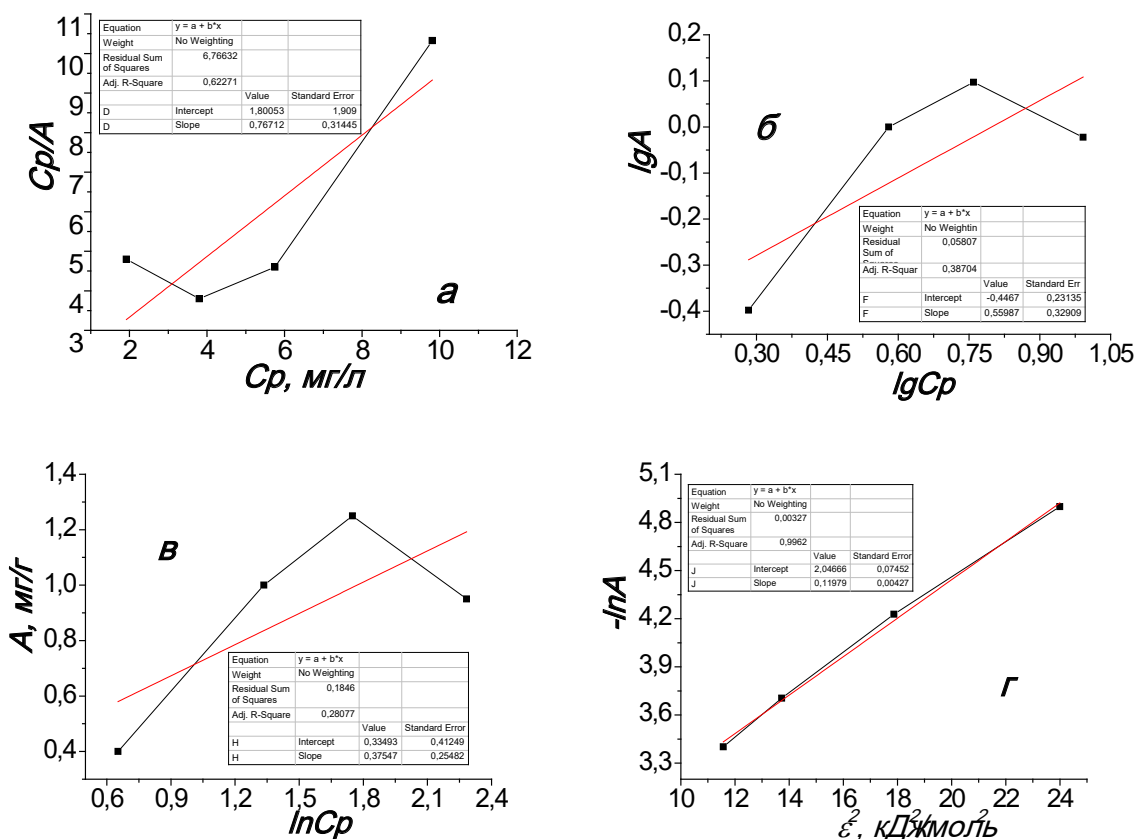 11
10
9
8
7
6
5
4
3
Cp/A
Equation y = a + b*x
Weight No Weighting
Residual Sum of Squares 6,76632
Adj. R-Square 0,62271
Value Standard Error
D Intercept 1,80053 1,909
D Slope 0,76712 0,31445
а
2 4 6 8 10 12
Cp, мг/л
0,2
0,1
0,0
-0,1
-0,2
-0,3
-0,4
lgA
б
Equation y = a + b*x
Weight No Weightin
Residual Sum of 0,05807
Adj. R-Squar 0,38704
Value Standard Err
F Intercept -0,4467 0,23135
F Slope 0,55987 0,32909
0,30 0,45 0,60 0,75 0,90 1,05
lgCp
1,4
1,2
1,0
0,8
0,6
0,4
A, мг/г
в
Equation y = a + b*x
Weight No Weighting
Residual Sum of Squares 0,1846
Adj. R-Square 0,28077
Value Standard Error
H Intercept 0,33493 0,41249
H Slope 0,37547 0,25482
0,6 0,9 1,2 1,5 1,8 2,1 2,4
lnCp
5,1
4,8
4,5
4,2
3,9
3,6
3,3
-lnA
Equation y = a + b*x
Weight No Weighting
Residual Sum of Squares 0,00327
Adj. R-Square 0,9962
Value Standard Error
J Intercept 2,04666 0,07452
J Slope 0,11979 0,00427
г
10 12 14 16 18 20 22 24 26
ε², кДж²/моль²